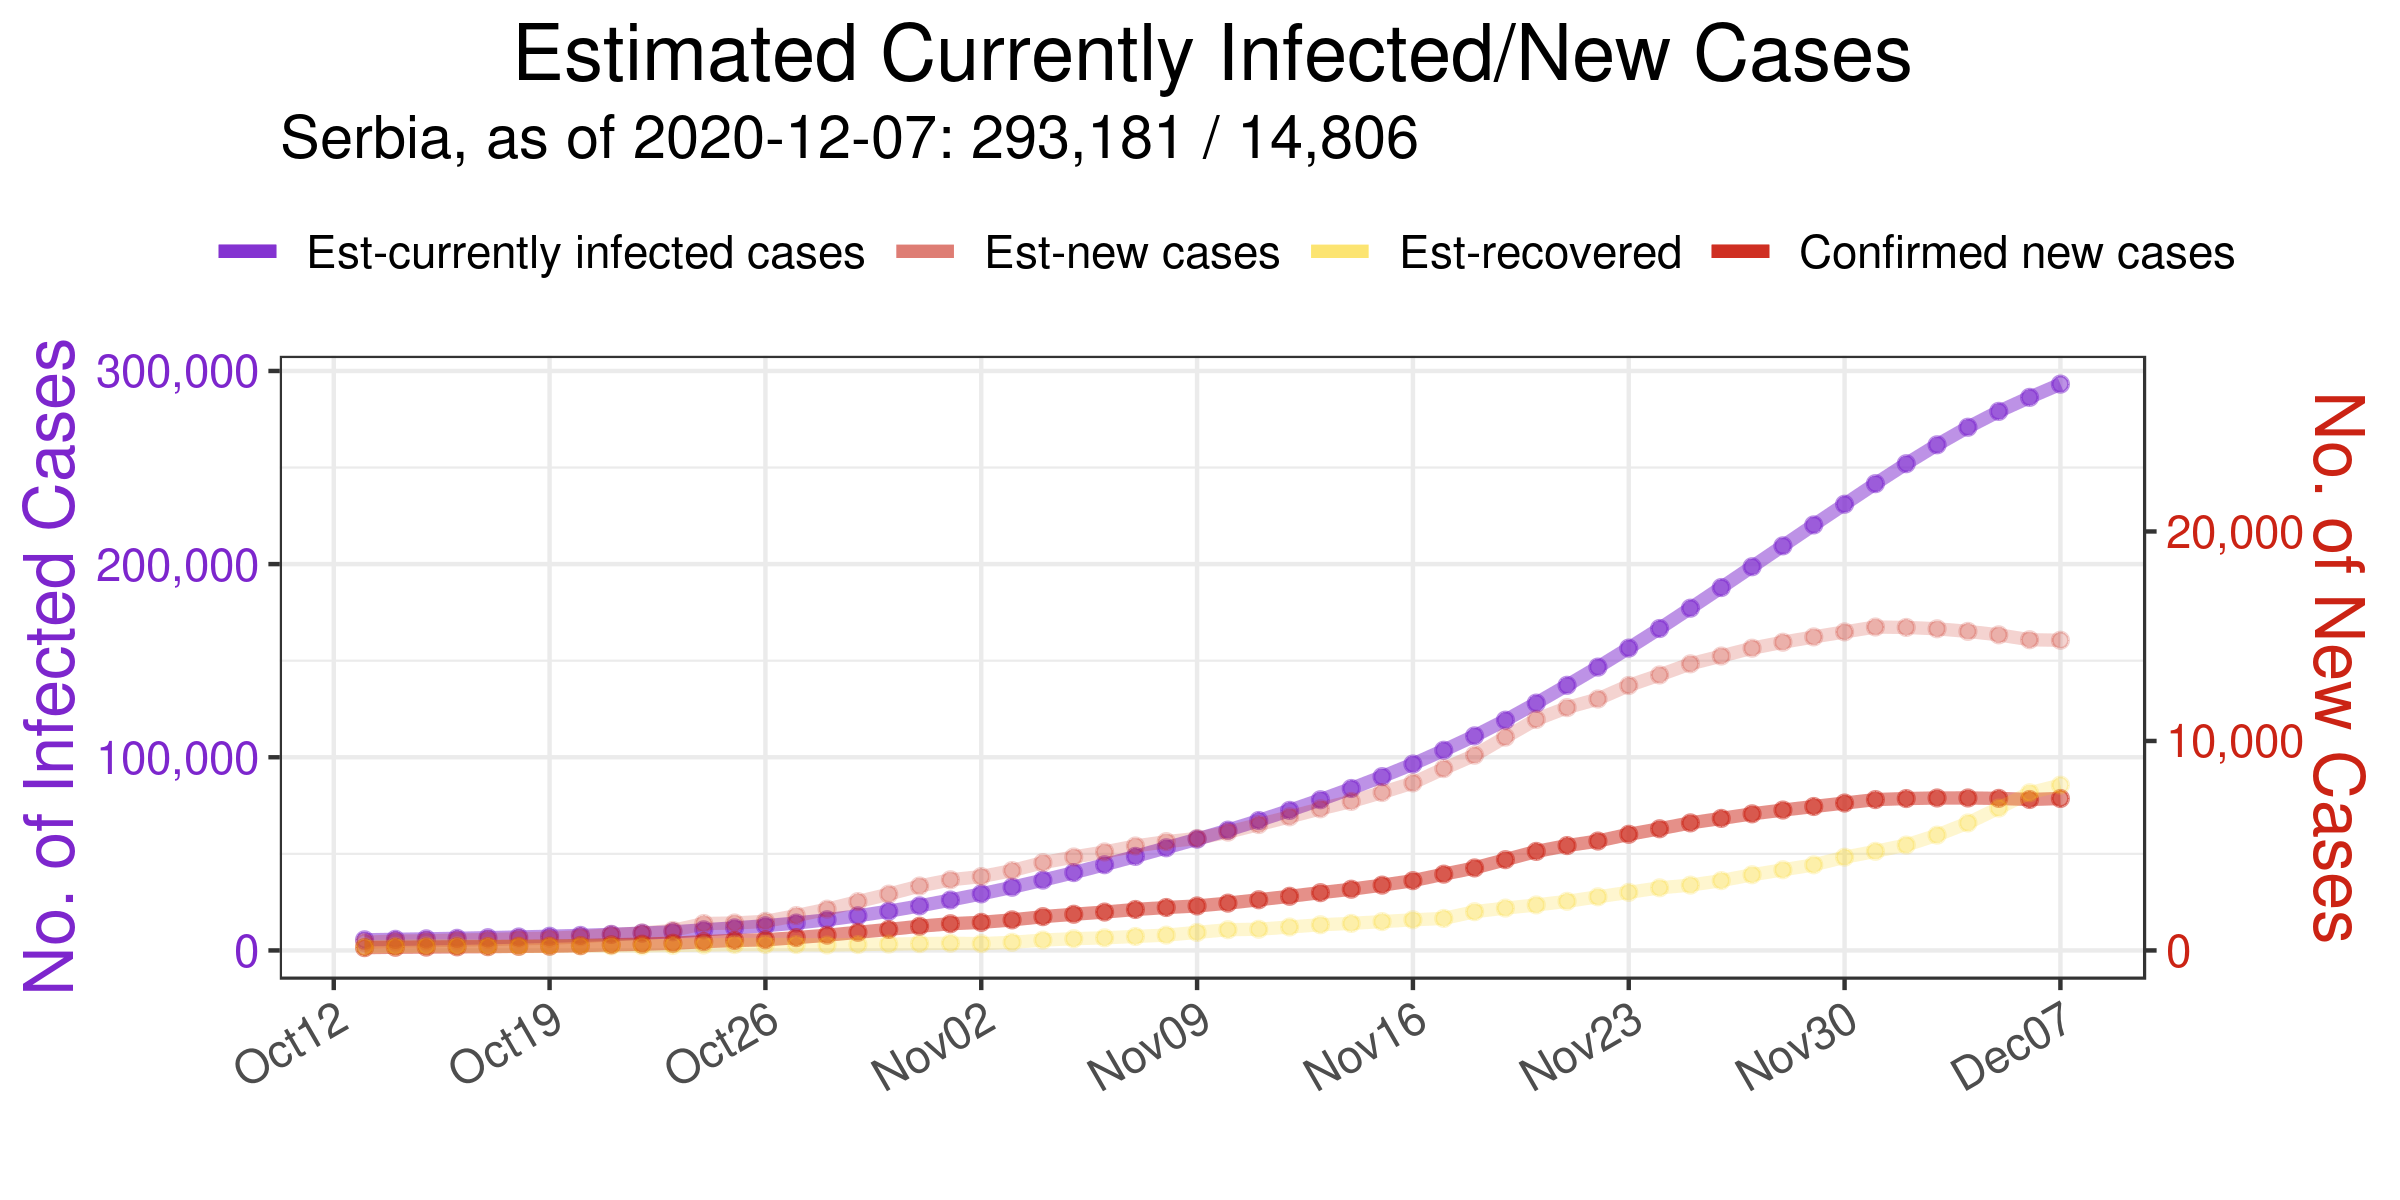 Estimated Currently Infected/New Cases
Serbia, as of 2020-12-07: 293,181 / 14,806
Est-currently infected cases Est-new cases Est-recovered Confirmed new cases
No. of Infected Cases
300,000
200,000
100,000
0
20,000
10,000
0
No. of New Cases
Oct12 Oct19 Oct26 Nov02 Nov09 Nov16 Nov23 Nov30 Dec07